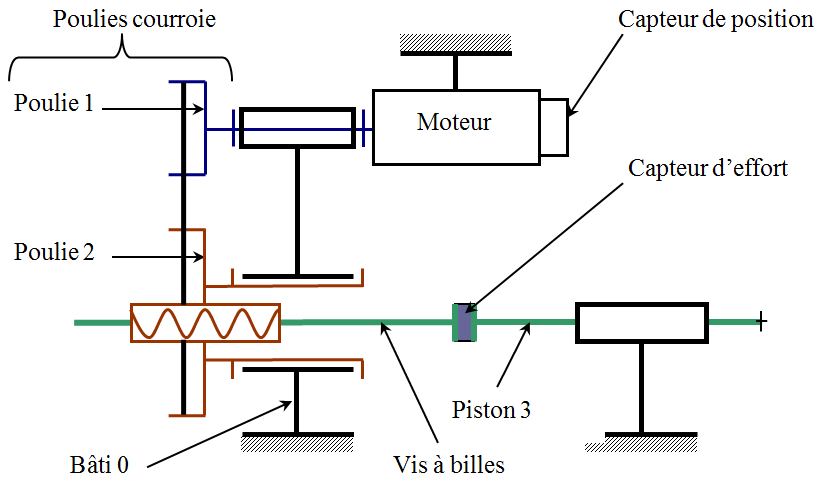 Poulies courroie
Capteur de position
Poulie 1
Moteur
Capteur d'effort
Poulie 2
Piston 3
Bâti 0
Vis à billes